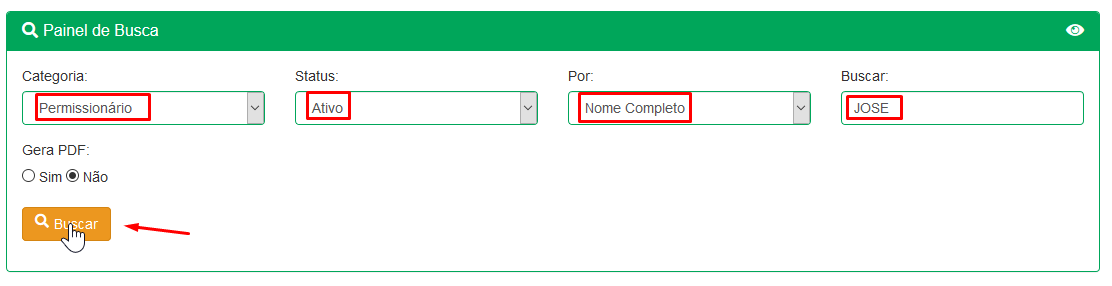 Painel de Busca
Categoria: Status: Por: Buscar:
Permissionário Ativo Nome Completo JOSE
Gera PDF:
Sim Não
Buscar